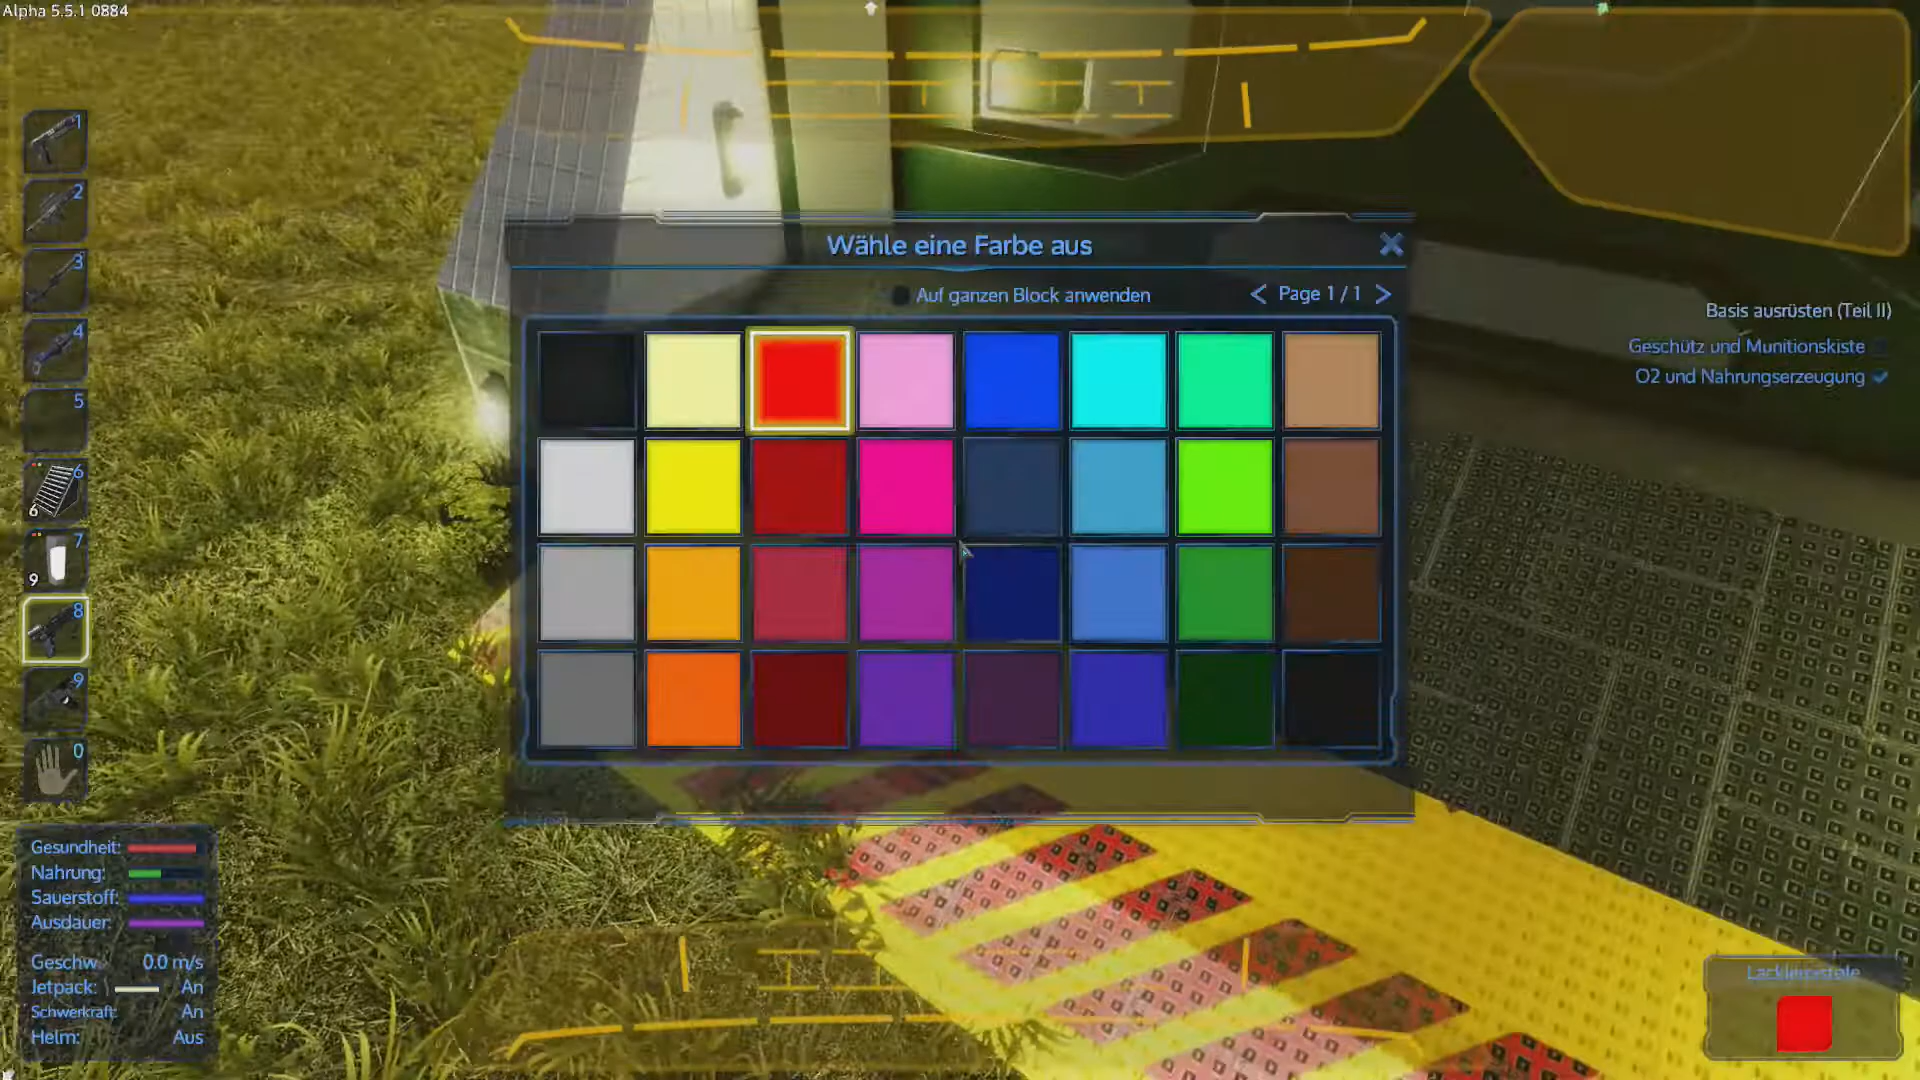 Alpha 5.5.1 0884
Wähle eine Farbe aus
Auf ganzen Block anwenden
< Page 1 / 1 >
Basis ausrüsten (Teil II)
Geschütz und Munitionskiste
O2 und Nahrungserzeugung
1
2
3
4
5
6
6
7
9
8
9
0
Gesundheit:
Nahrung:
Sauerstoff:
Ausdauer:
Geschw. 0.0 m/s
Jetpack: An
Schwerkraft: An
Helm: Aus